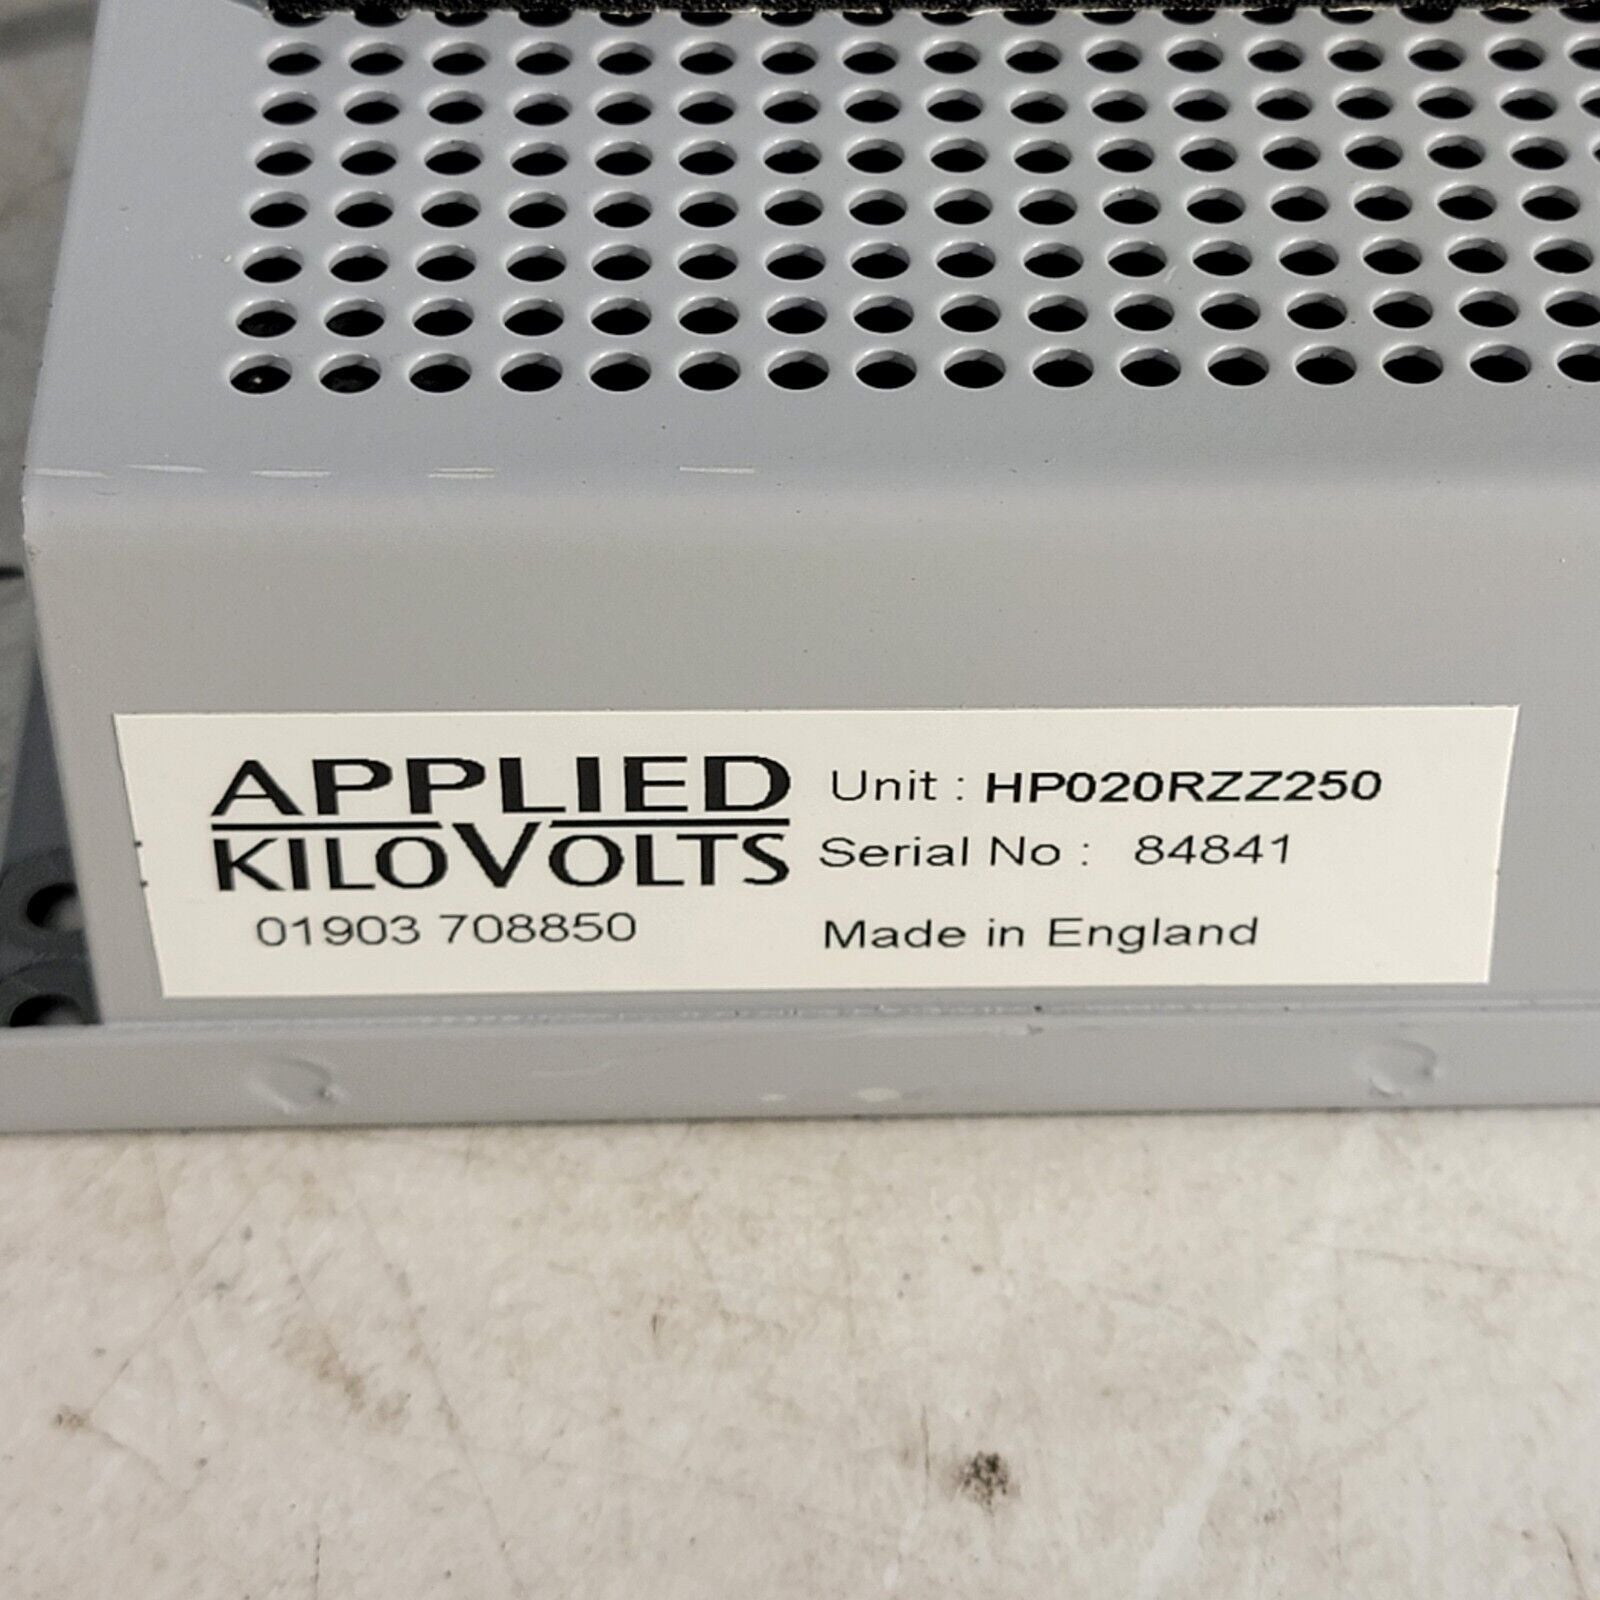 APPLIED
KILOVOLTS
01903 708850
Unit : HP020RZZ250
Serial No : 84841
Made in England